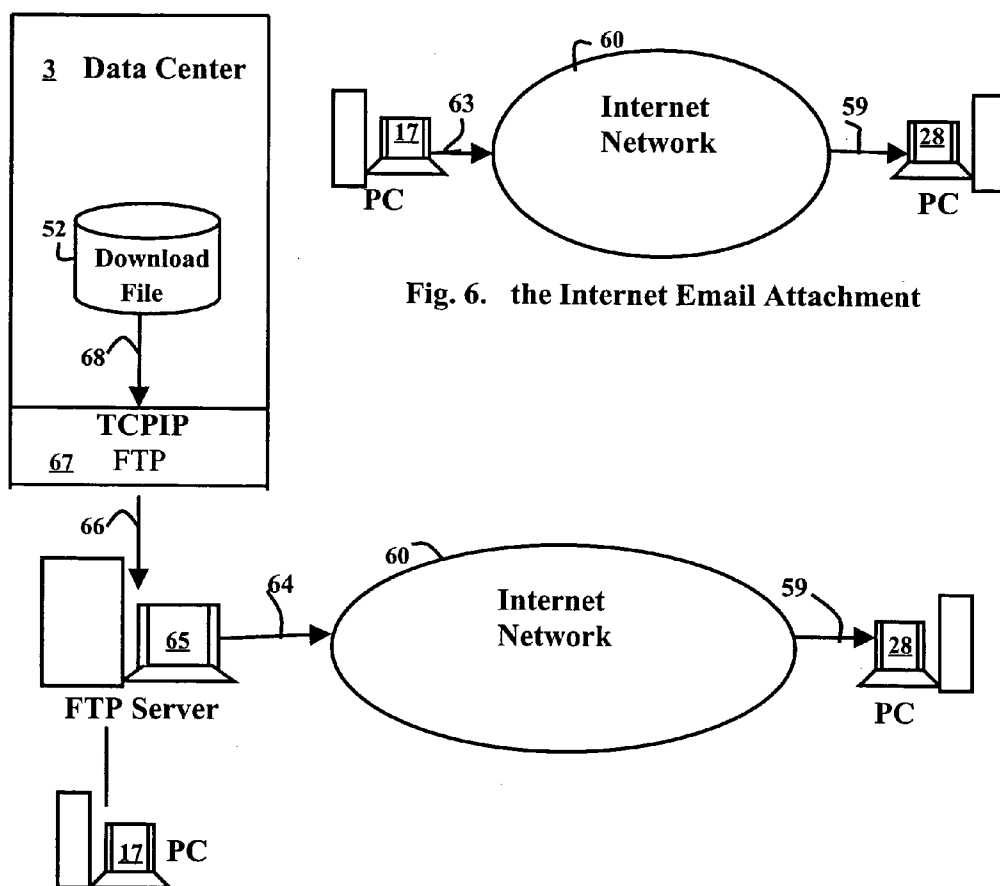 3 Data Center
52
Download
File
68
TCPIP
67 FTP
66
60
Internet
Network
17
63
59
28
PC
PC
Fig. 6. the Internet Email Attachment
65
FTP Server
64
60
Internet
Network
59
28
PC
17 PC